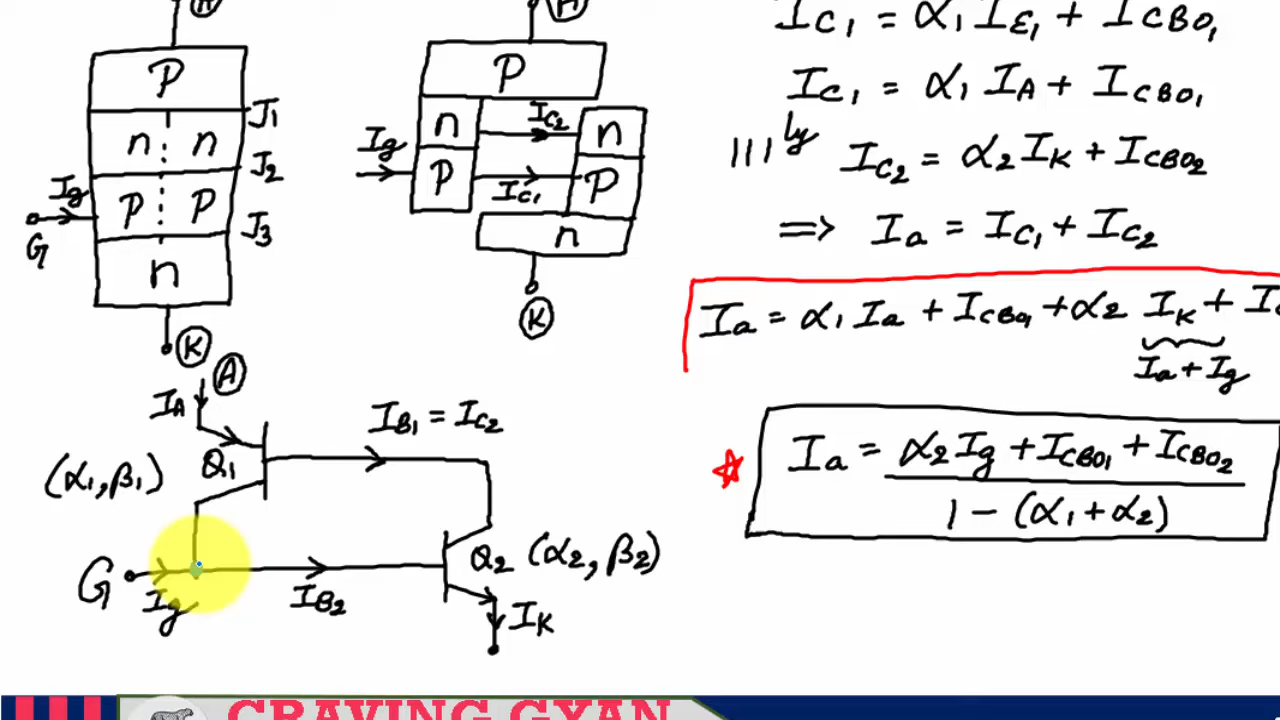 A
P
n n
P P
n
J1
J2
J3
Ig
G
K
A
P
n n
P P
n
Ig
IC2
IC1
K
IC1 = α1 IE1 + ICBO1
IC1 = α1 IA + ICBO1
|||ly IC2 = α2 IK + ICBO2
⇒ Ia = IC1 + IC2
Ia = α1 Ia + ICBO1 + α2 IK + I
Ia + Ig
Ia = α2 Ig + ICBO1 + ICBO2
1 - (α1 + α2)
A
IA
IB1 = IC2
Q1
(α1, β1)
Q2 (α2, β2)
G
Ig
IB2
IK
CRAVING GYAN